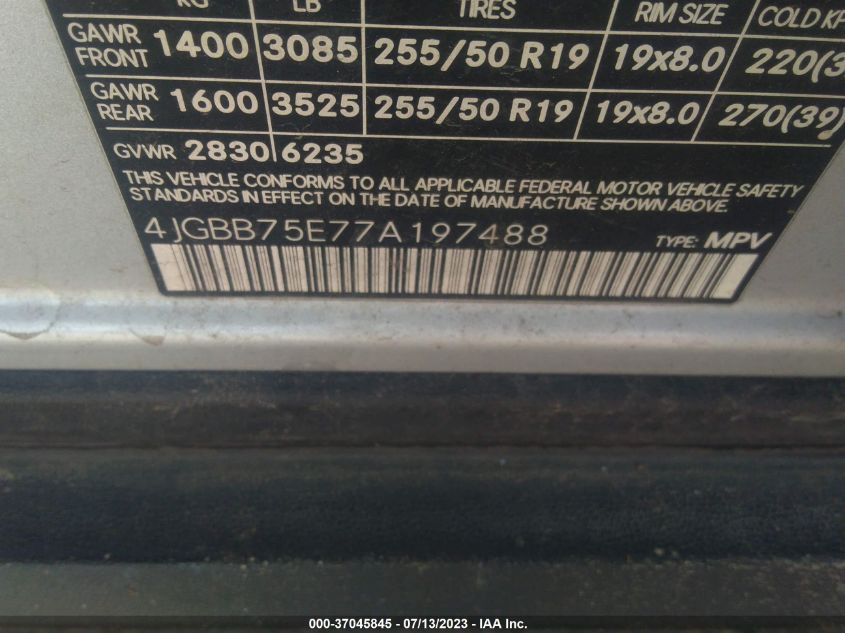 KG LB TIRES RIM SIZE COLD KP
GAWR FRONT 1400 3085 255/50 R19 19x8.0 220(3
GAWR REAR 1600 3525 255/50 R19 19x8.0 270(39)
GVWR 2830 6235
THIS VEHICLE CONFORMS TO ALL APPLICABLE FEDERAL MOTOR VEHICLE SAFETY
STANDARDS IN EFFECT ON THE DATE OF MANUFACTURE SHOWN ABOVE.
4JGBB75E77A197488 TYPE: MPV
000-37045845 - 07/13/2023 - IAA Inc.